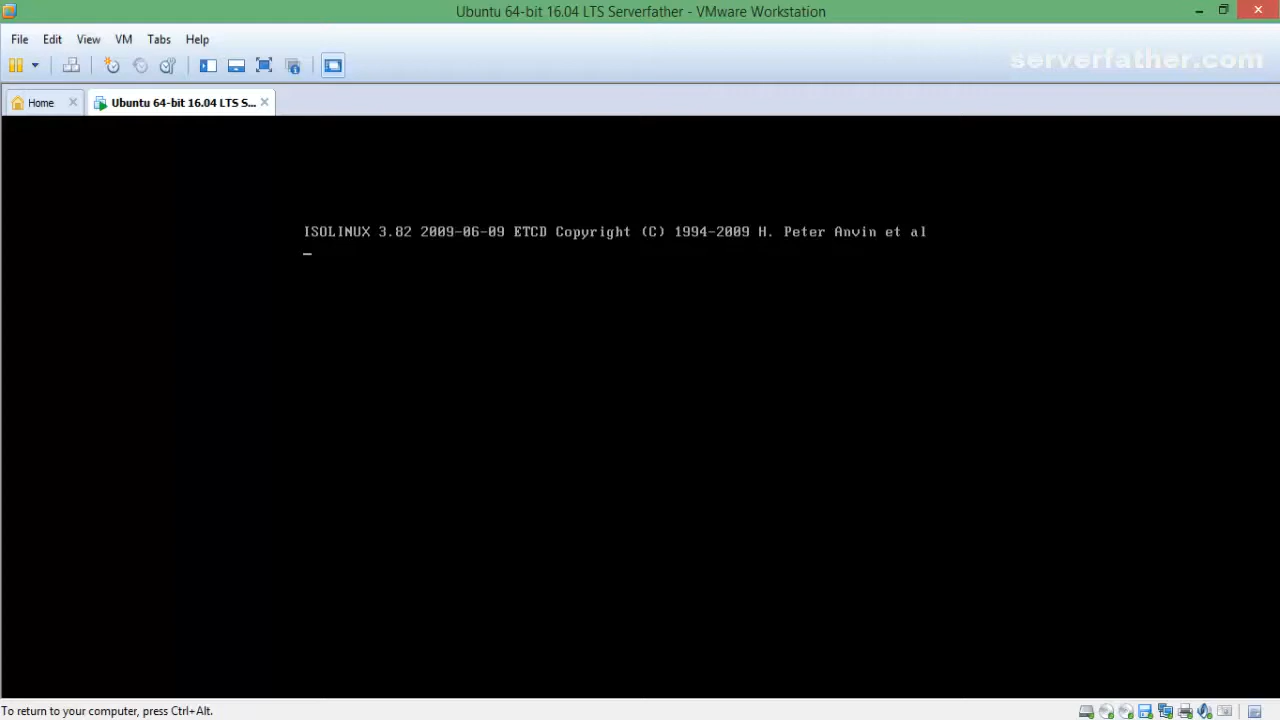 Ubuntu 64-bit 16.04 LTS Serverfather - VMware Workstation
File Edit View VM Tabs Help
serverfather.com
Home
Ubuntu 64-bit 16.04 LTS S...
ISOLINUX 3.82 2009-06-09 ETCD Copyright (C) 1994-2009 H. Peter Anvin et al
To return to your computer, press Ctrl+Alt.